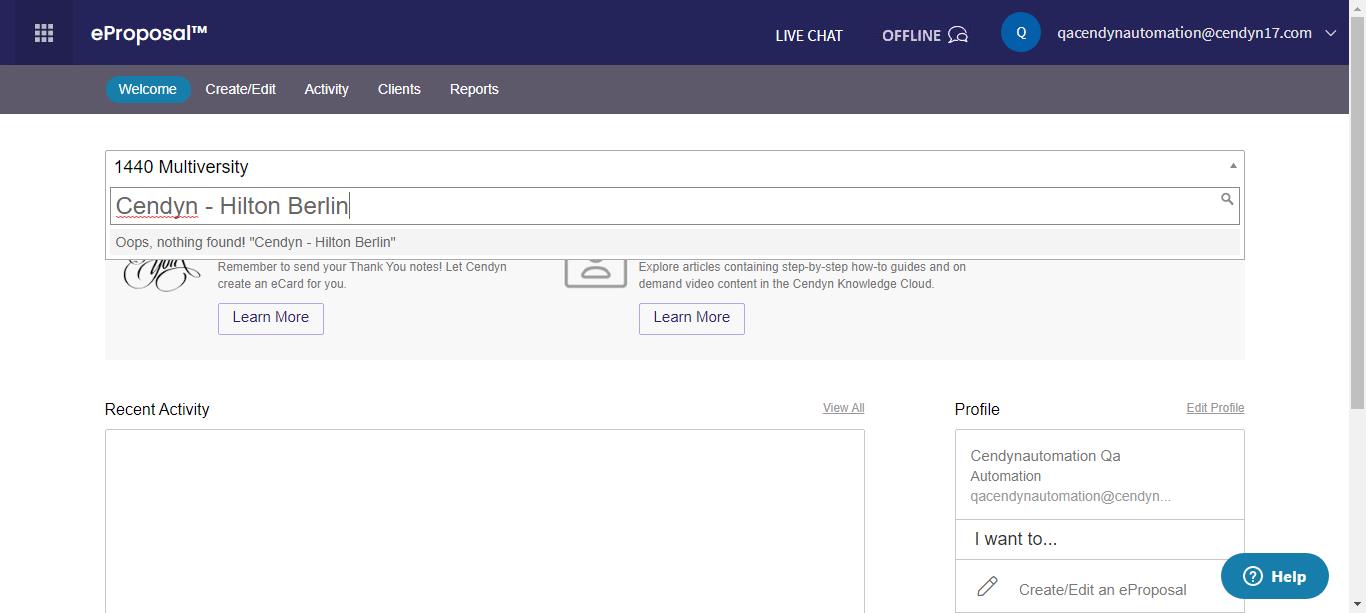 eProposal™
LIVE CHAT
OFFLINE
Q
qacendynautomation@cendyn17.com
Welcome
Create/Edit
Activity
Clients
Reports
1440 Multiversity
Cendyn - Hilton Berlin
Oops, nothing found! "Cendyn - Hilton Berlin"
you
Remember to send your Thank You notes! Let Cendyn
create an eCard for you.
Learn More
Explore articles containing step-by-step how-to guides and on
demand video content in the Cendyn Knowledge Cloud.
Learn More
Recent Activity
View All
Profile
Edit Profile
Cendynautomation Qa
Automation
qacendynautomation@cendyn...
I want to...
Create/Edit an eProposal
? Help